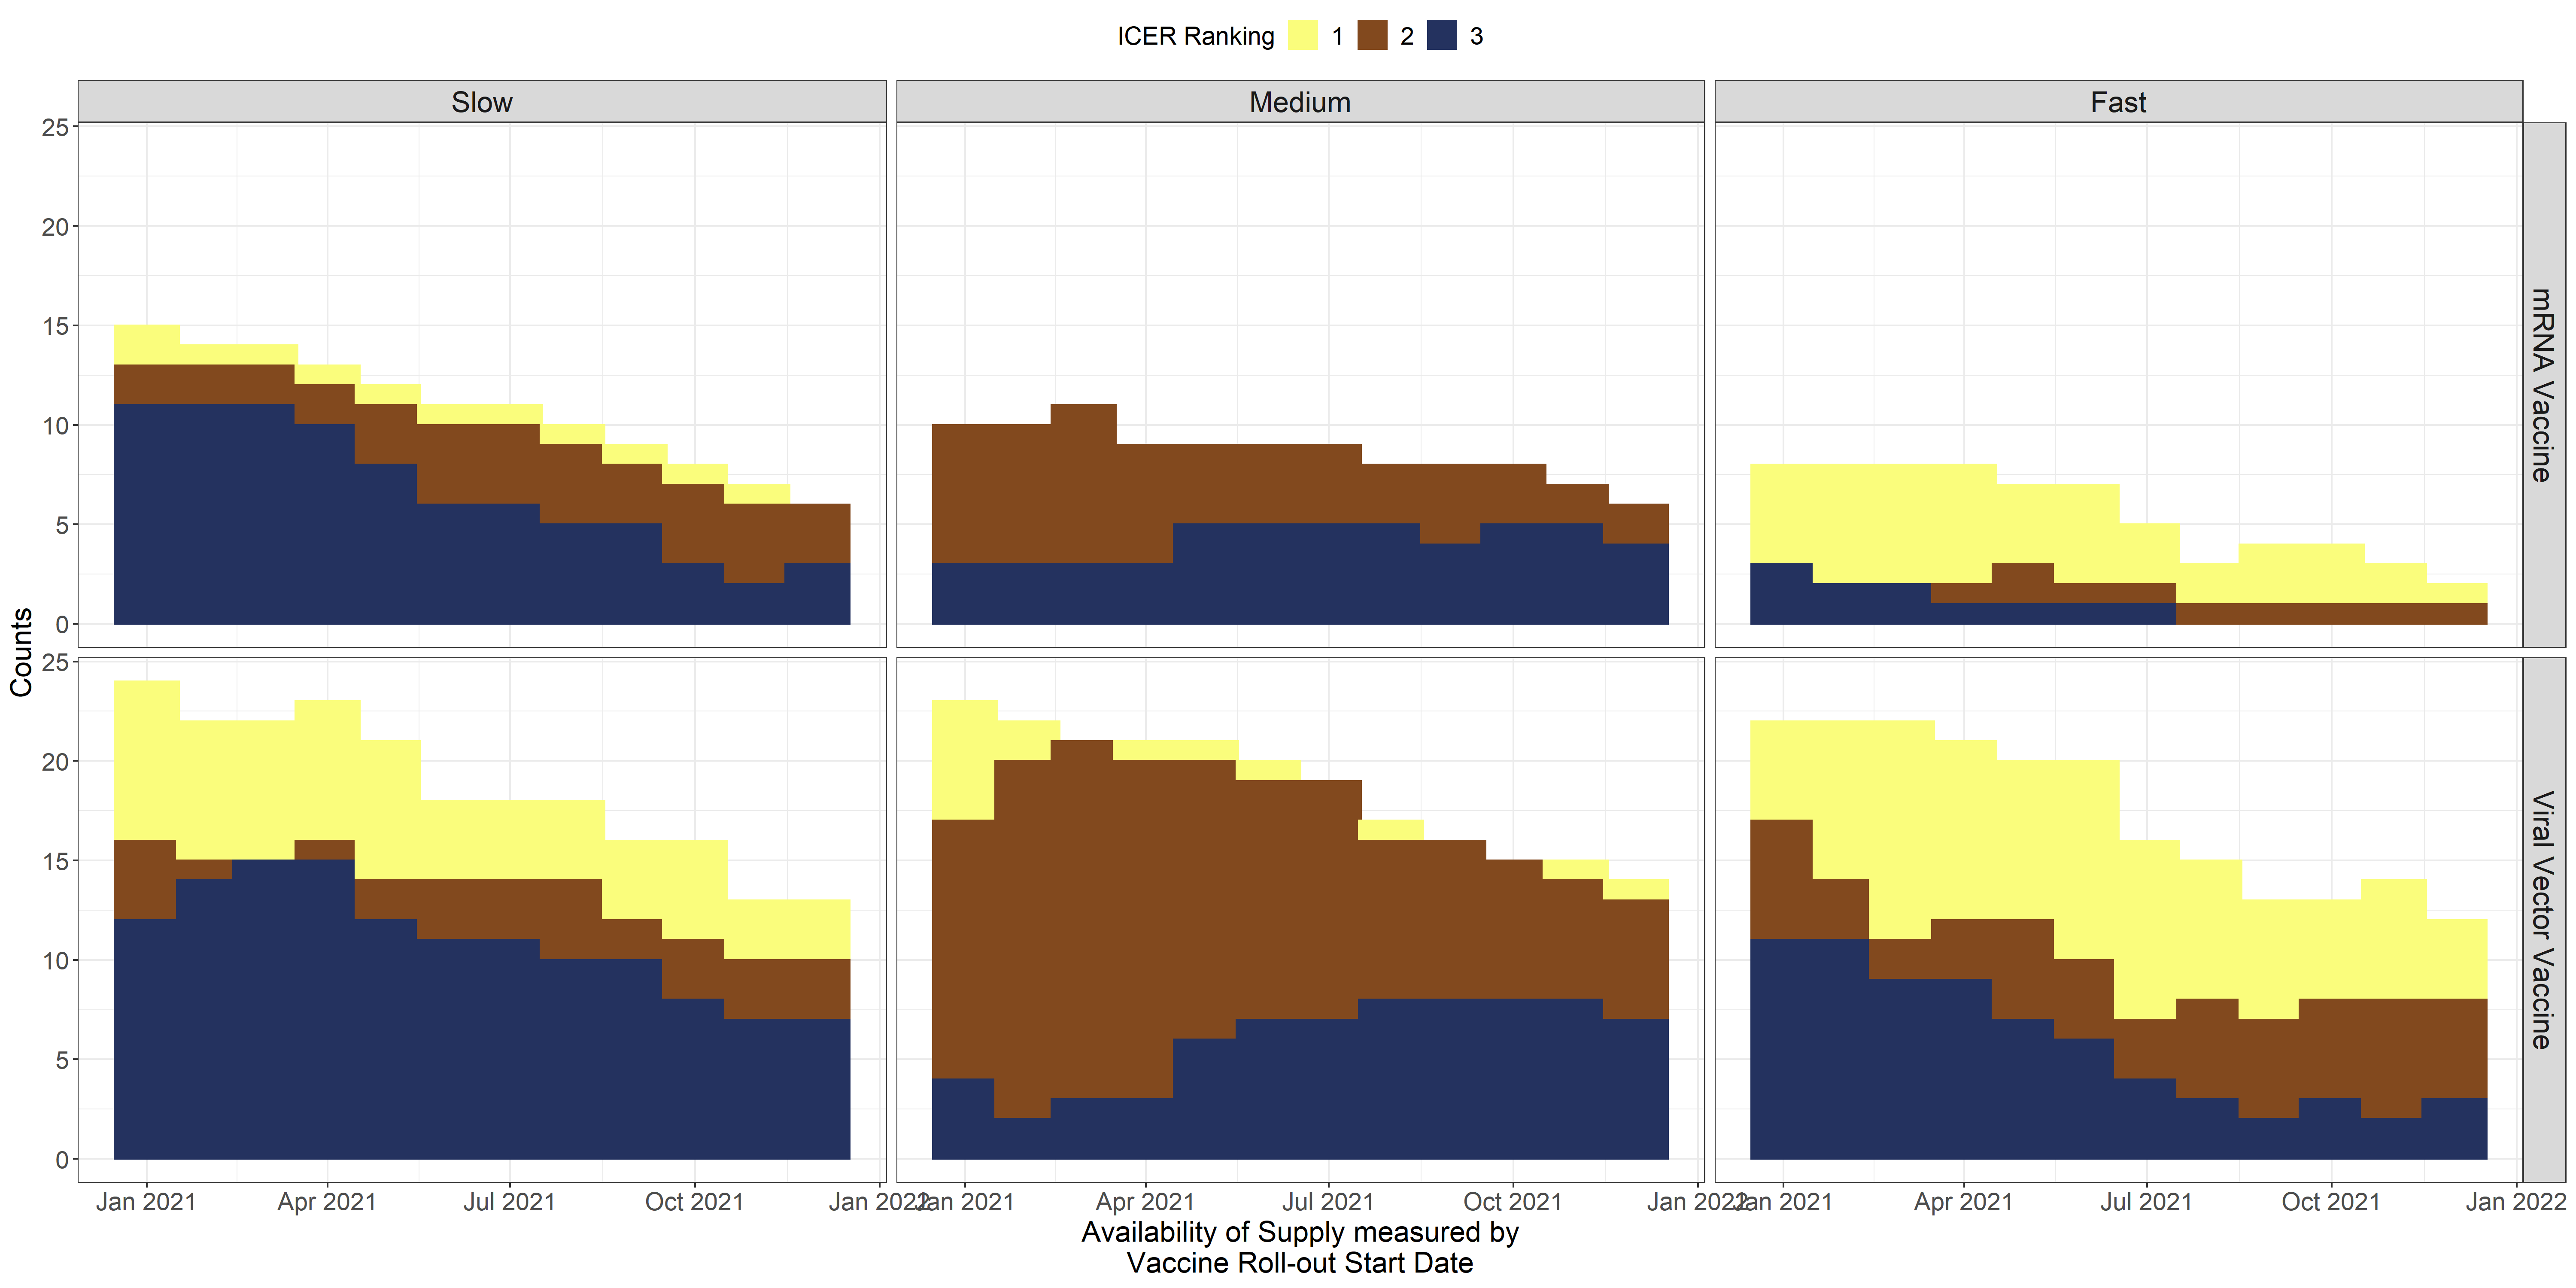 ICER Ranking 1 2 3
Slow Medium Fast
25
20
15
10
5
0
mRNA Vaccine
Counts
25
20
15
10
5
0
Viral Vector Vaccine
Jan 2021 Apr 2021 Jul 2021 Oct 2021 Jan 2022 Jan 2021 Apr 2021 Jul 2021 Oct 2021 Jan 2022 Jan 2021 Apr 2021 Jul 2021 Oct 2021 Jan 2022
Availability of Supply measured by
Vaccine Roll-out Start Date